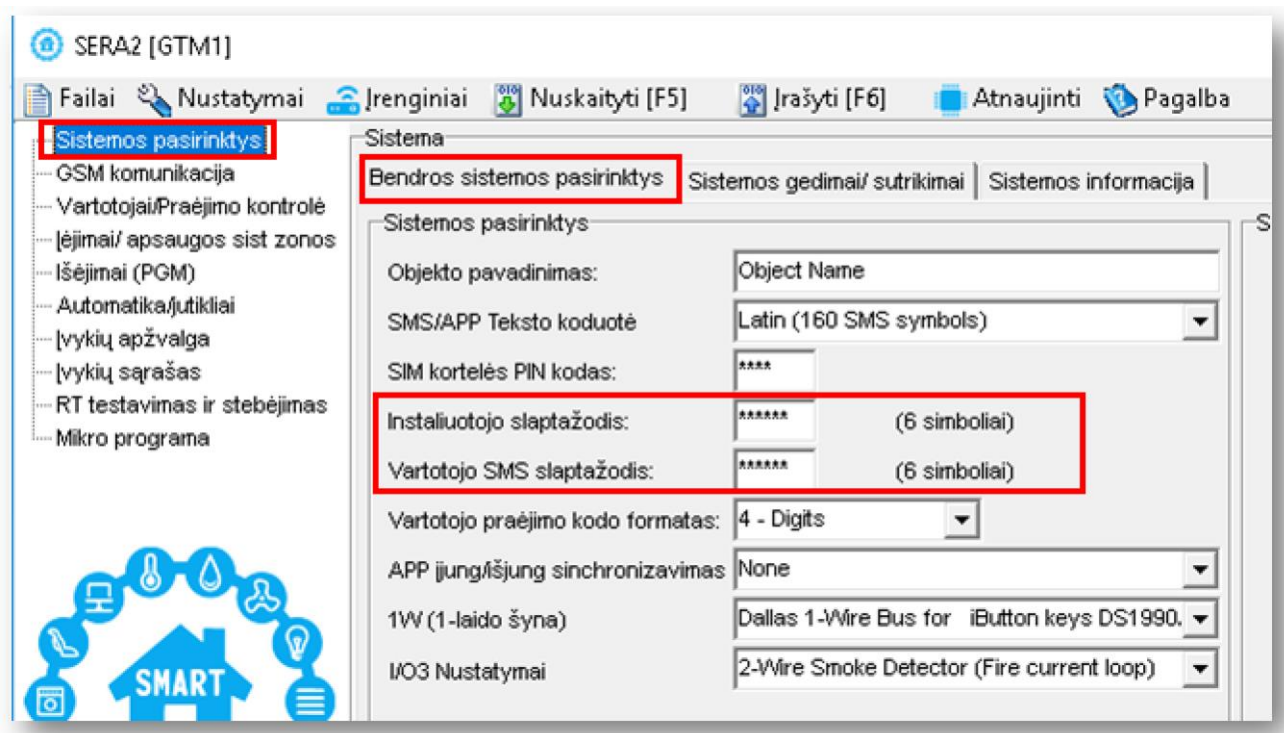 SERA2 [GTM1]
Failai Nustatymai Įrenginiai Nuskaityti [F5] Įrašyti [F6] Atnaujinti Pagalba
Sistemos pasirinktys
GSM komunikacija
Vartotojai/Praėjimo kontrolė
Įėjimai/ apsaugos sist zonos
Išėjimai (PGM)
Automatika/jutikliai
Įvykių apžvalga
Įvykių sąrašas
RT testavimas ir stebėjimas
Mikro programa
SMART
Sistema
Bendros sistemos pasirinktys Sistemos gedimai/ sutrikimai Sistemos informacija
Sistemos pasirinktys S
Objekto pavadinimas: Object Name
SMS/APP Teksto koduotė Latin (160 SMS symbols)
SIM kortelės PIN kodas: ****
Instaliuotojo slaptažodis: ****** (6 simboliai)
Vartotojo SMS slaptažodis: ****** (6 simboliai)
Vartotojo praėjimo kodo formatas: 4 - Digits
APP įjung/išjung sinchronizavimas None
1W (1-laido šyna) Dallas 1-Wire Bus for iButton keys DS1990.
I/O3 Nustatymai 2-Wire Smoke Detector (Fire current loop)